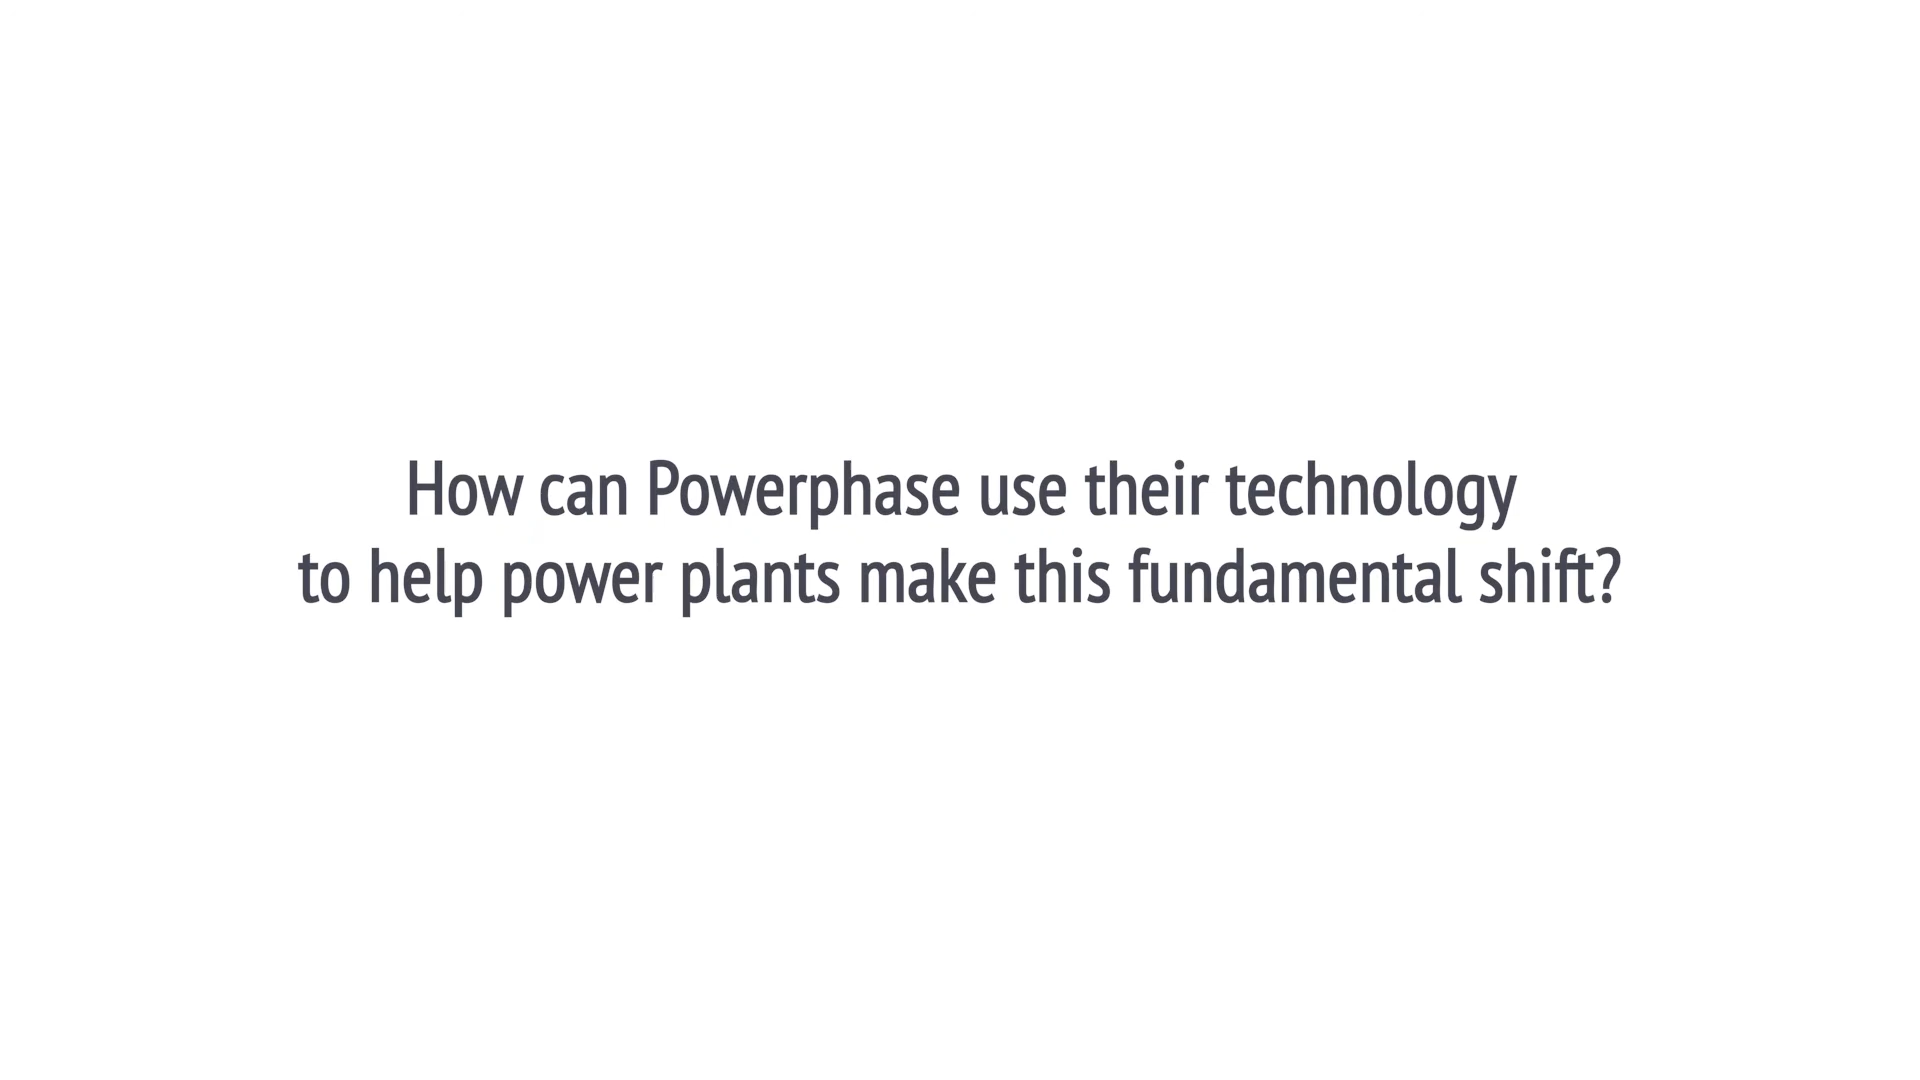 How can Powerphase use their technology
to help power plants make this fundamental shift?